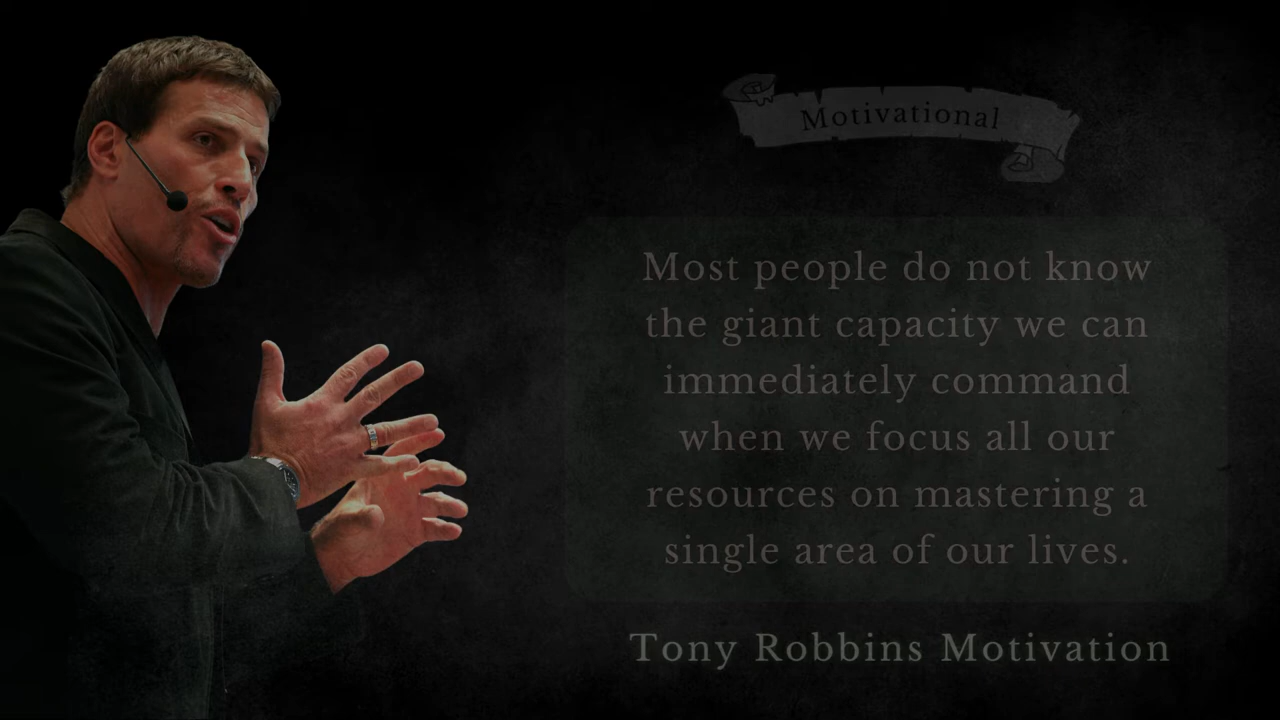 Motivational
Most people do not know
the giant capacity we can
immediately command
when we focus all our
resources on mastering a
single area of our lives.
Tony Robbins Motivation